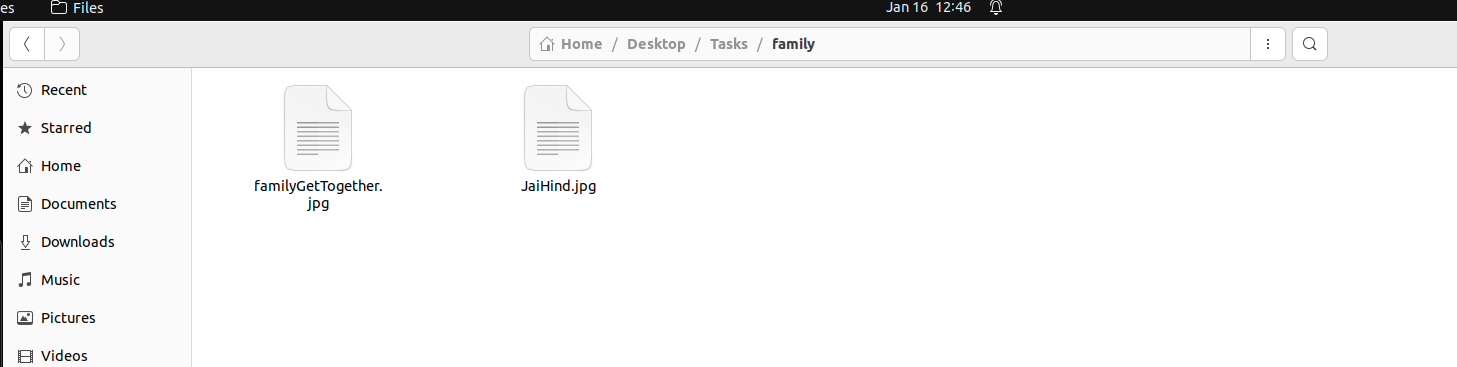 es
Files
Jan 16 12:46
Home / Desktop / Tasks / family
Recent
Starred
Home
Documents
Downloads
Music
Pictures
Videos
familyGetTogether.
jpg
JaiHind.jpg